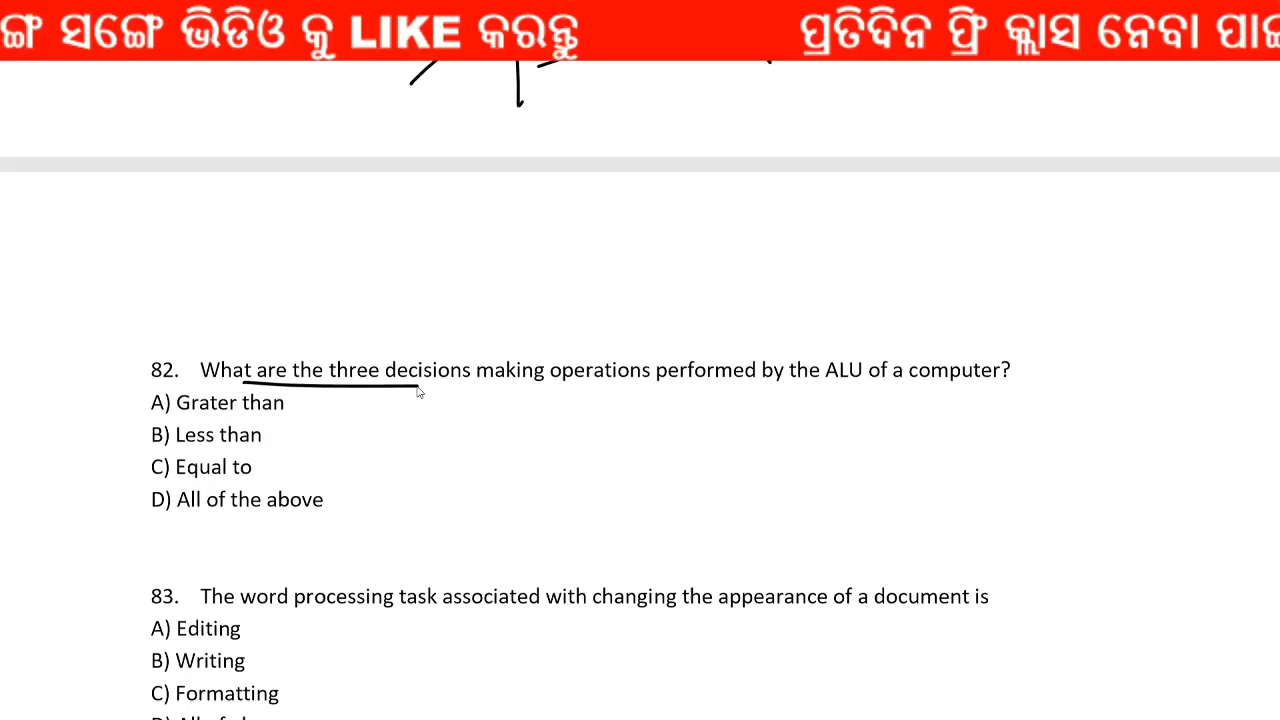 ସଙ୍ଗେ ଭିଡିଓ କୁ LIKE କରନ୍ତୁ ପ୍ରତିଦିନ ଫ୍ରି କ୍ଲାସ ନେବା
82. What are the three decisions making operations performed by the ALU of a computer?
A) Grater than
B) Less than
C) Equal to
D) All of the above
83. The word processing task associated with changing the appearance of a document is
A) Editing
B) Writing
C) Formatting